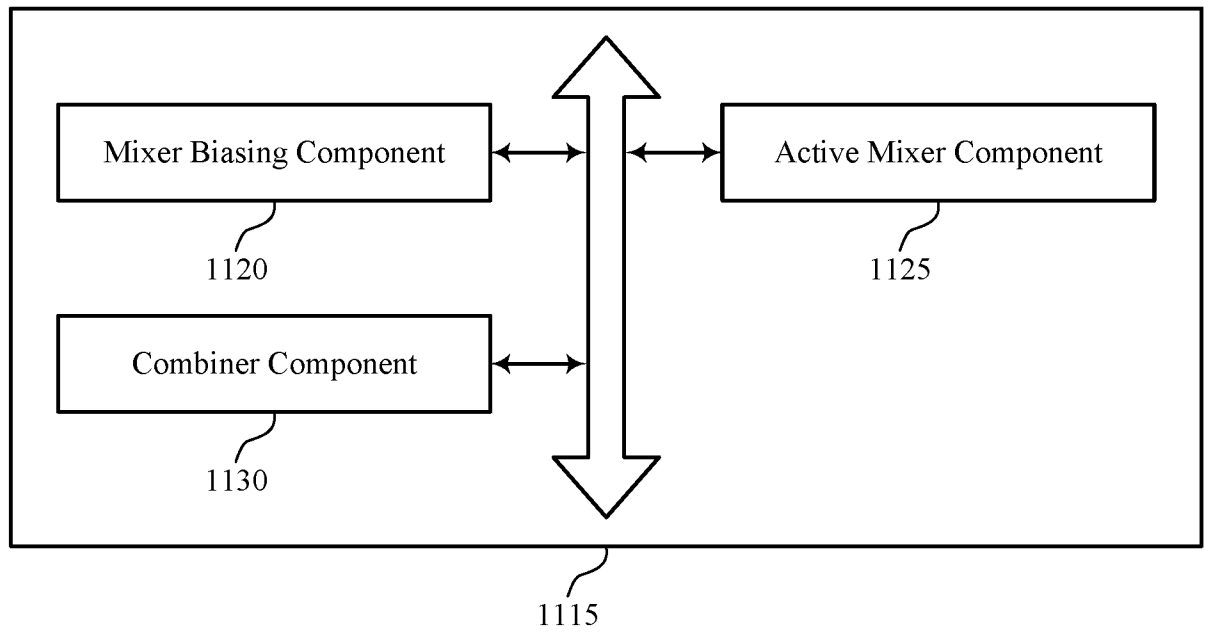 Mixer Biasing Component
Active Mixer Component
1120
1125
Combiner Component
1130
1115